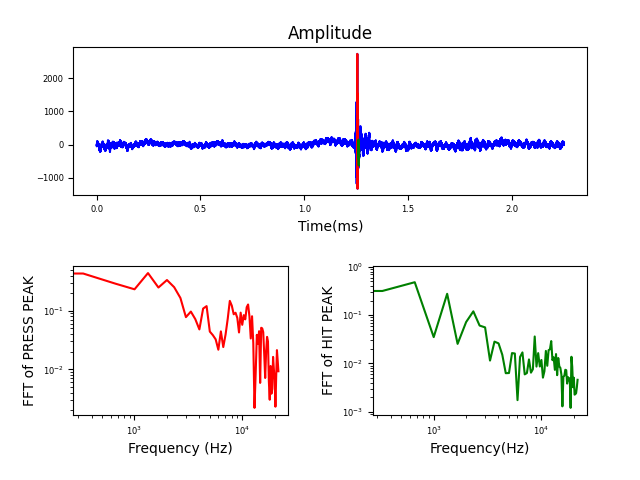 Amplitude
2000
1000
0
−1000
0.0 0.5 1.0 1.5 2.0
Time(ms)
FFT of PRESS PEAK
10⁻¹
10⁻²
10³ 10⁴
Frequency (Hz)
FFT of HIT PEAK
10⁰
10⁻¹
10⁻²
10⁻³
10³ 10⁴
Frequency(Hz)